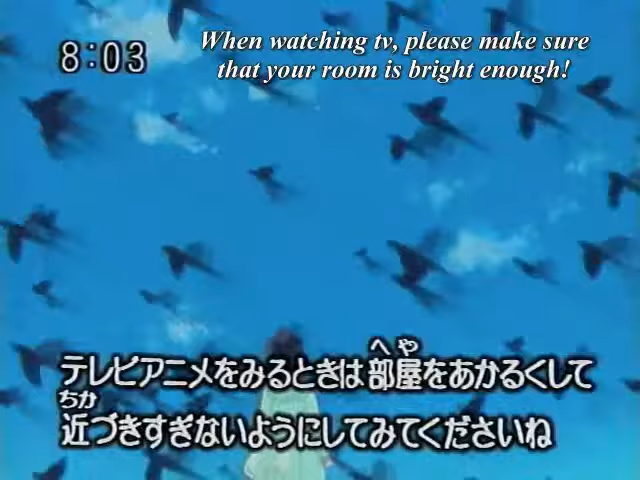 8:03
When watching tv, please make sure
that your room is bright enough!
へや
テレビアニメをみるときは部屋をあかるくして
ちか
近づきすぎないようにしてみてくださいね